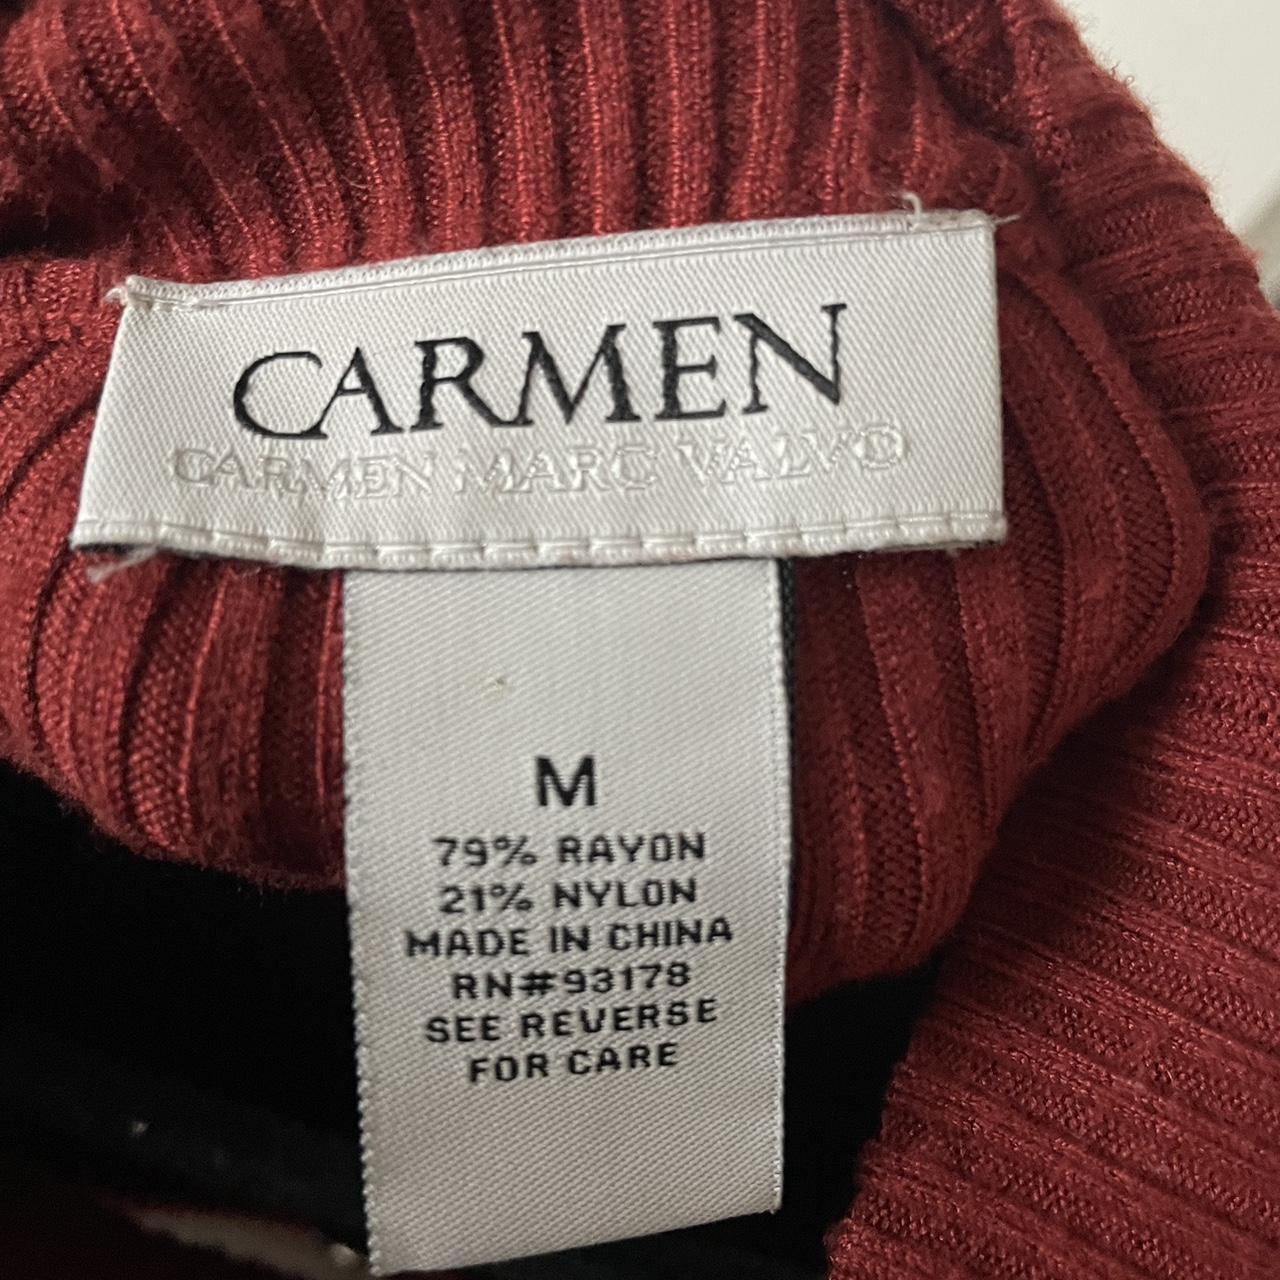 CARMEN
CARMEN MARC VALVO
M
79% RAYON
21% NYLON
MADE IN CHINA
RN#93178
SEE REVERSE
FOR CARE